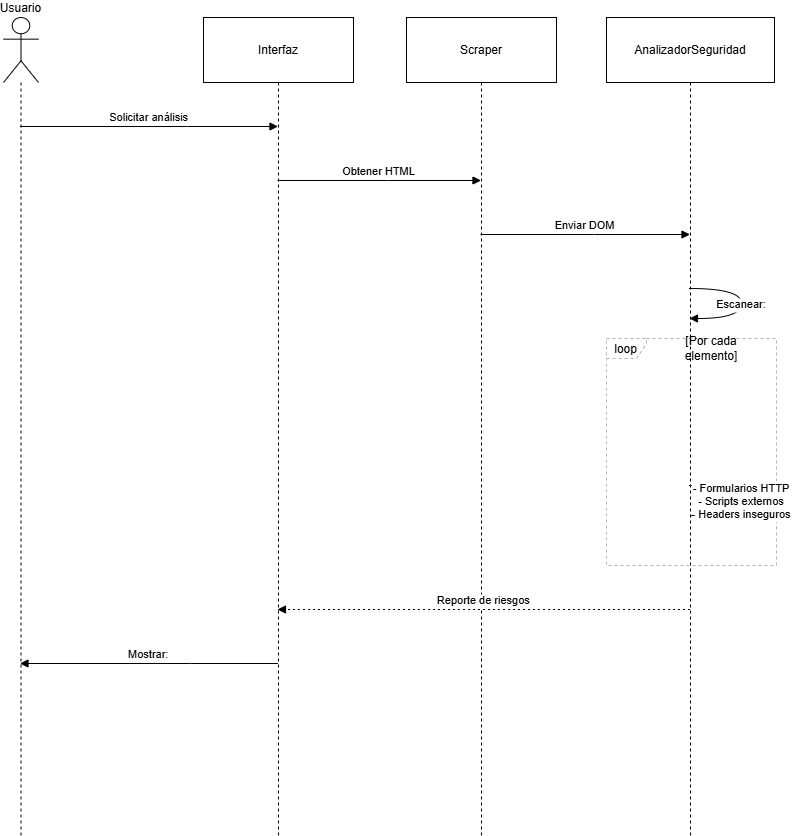 Usuario
Interfaz
Scraper
AnalizadorSeguridad
Solicitar análisis
Obtener HTML
Enviar DOM
Escanear:
loop
[Por cada
elemento]
- Formularios HTTP
- Scripts externos
- Headers inseguros
Reporte de riesgos
Mostrar: